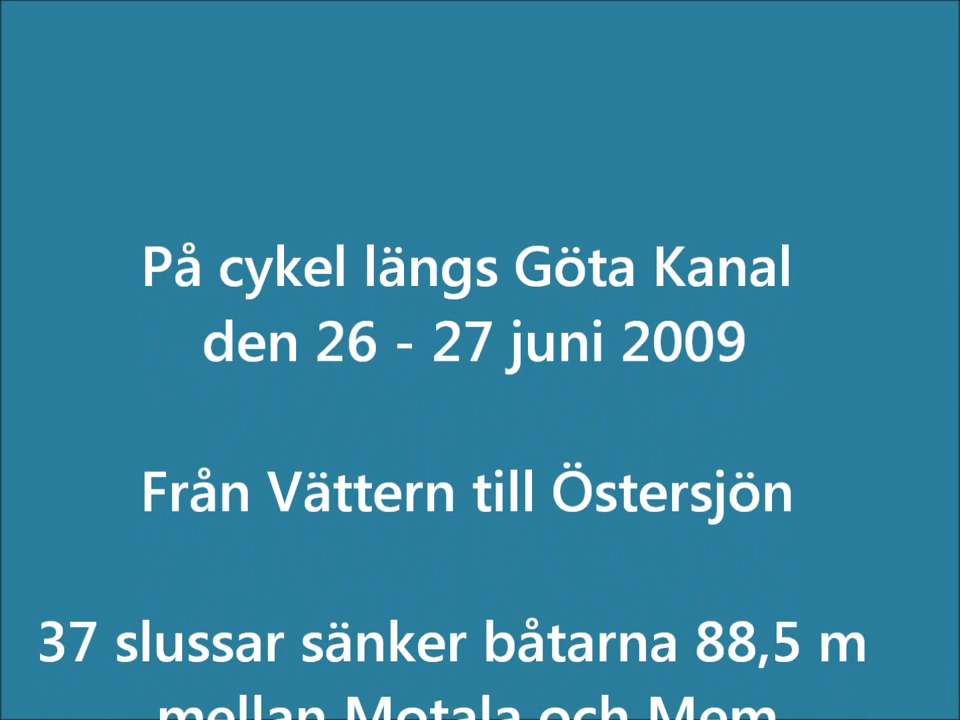 På cykel längs Göta Kanal
den 26 - 27 juni 2009
Från Vättern till Östersjön
37 slussar sänker båtarna 88,5 m
mellan Motala och Mem